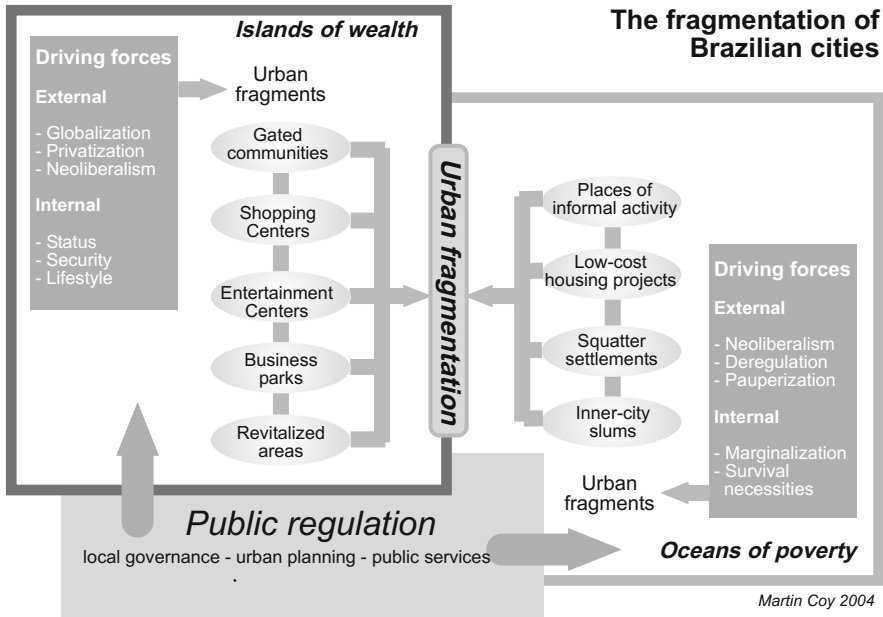 The fragmentation of
Brazilian cities
Islands of wealth
Driving forces
External
- Globalization
- Privatization
- Neoliberalism
Internal
- Status
- Security
- Lifestyle
Urban
fragments
Gated
communities
Shopping
Centers
Entertainment
Centers
Business
parks
Revitalized
areas
Urban fragmentation
Places of
informal activity
Low-cost
housing projects
Squatter
settlements
Inner-city
slums
Driving forces
External
- Neoliberalism
- Deregulation
- Pauperization
Internal
- Marginalization
- Survival
necessities
Urban
fragments
Oceans of poverty
Public regulation
local governance - urban planning - public services
Martin Coy 2004